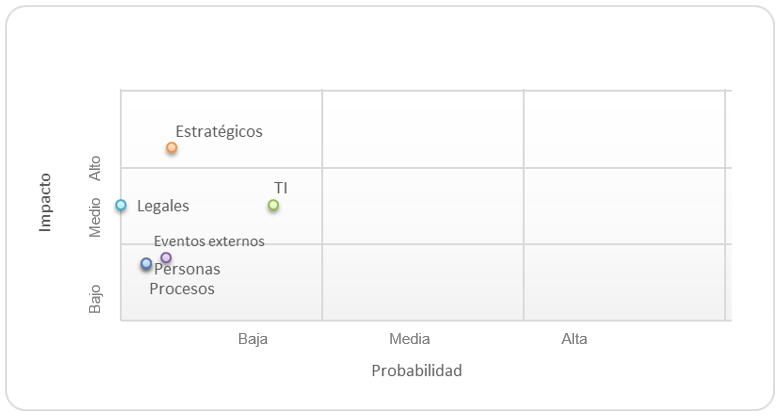 Estratégicos
Alto
TI
Impacto
Medio
Legales
Eventos externos
Personas
Procesos
Bajo
Baja
Media
Alta
Probabilidad